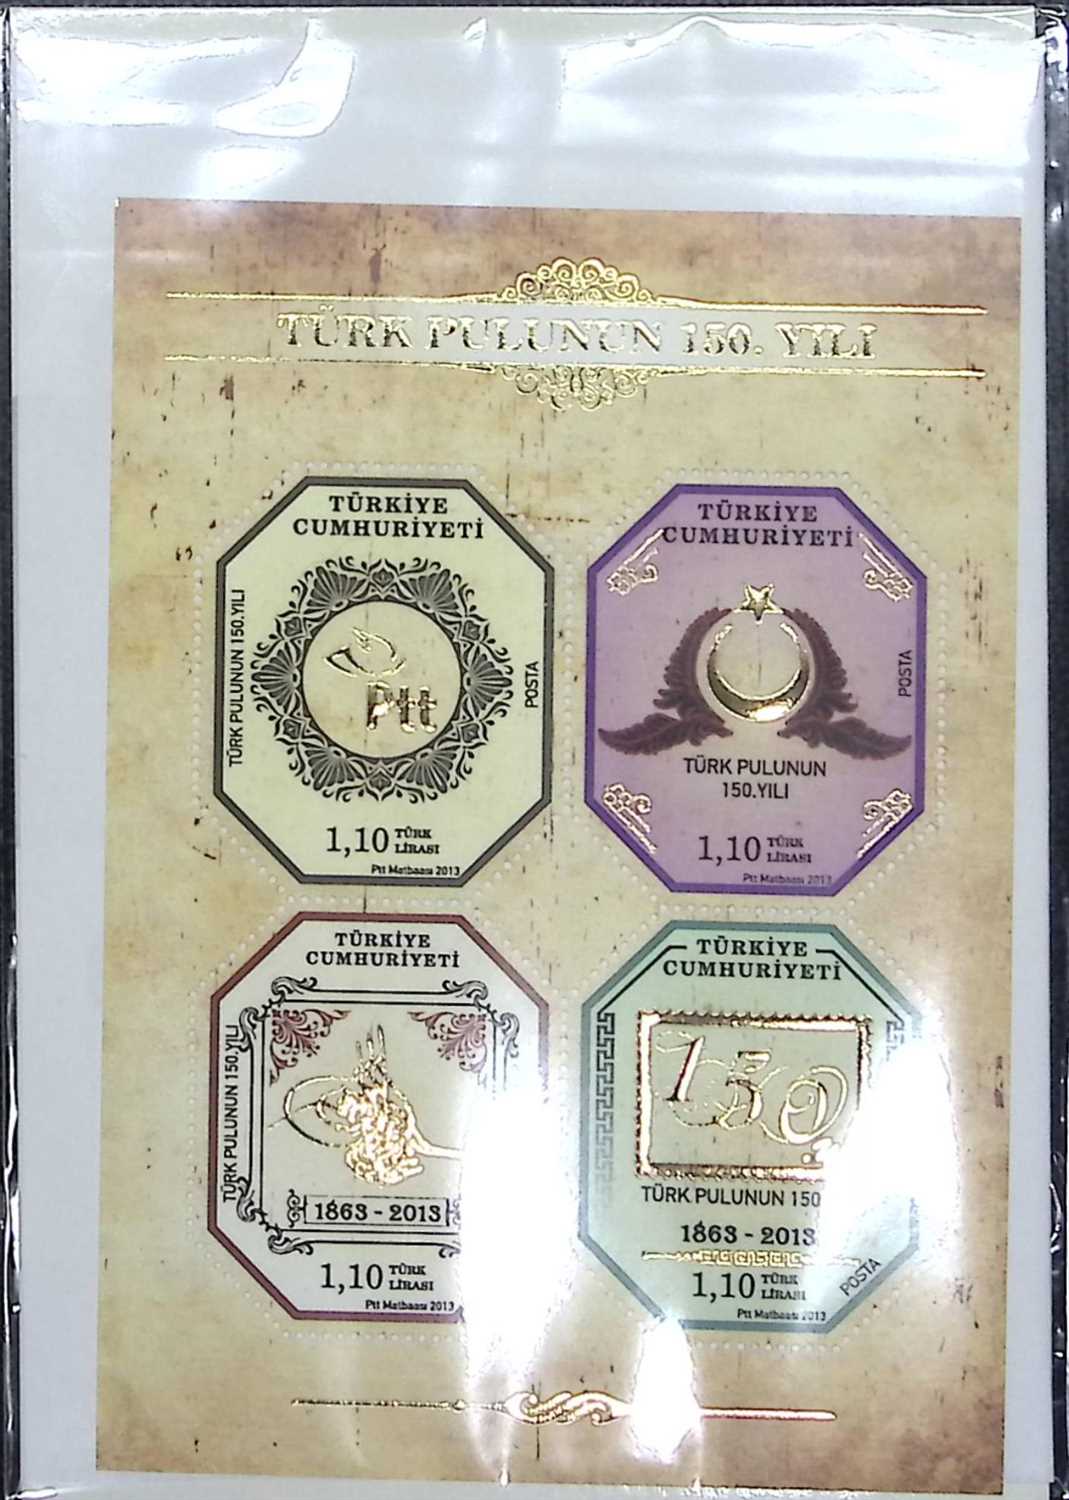 TÜRK PULUNUN 150. YILI
TÜRKİYE
CUMHURİYETİ
TÜRK PULUNUN 150.YILI
Ptt
POSTA
1,10 TÜRK
LİRASI
Ptt Matbaası 2013
TÜRKİYE
CUMHURİYETİ
POSTA
TÜRK PULUNUN
150.YILI
1,10 TÜRK
LİRASI
Ptt Matbaası 2013
TÜRKİYE
CUMHURİYETİ
TÜRK PULUNUN 150.YILI
1863 - 2013
1,10 TÜRK
LİRASI
Ptt Matbaası 2013
TÜRKİYE
CUMHURİYETİ
150.
TÜRK PULUNUN 150
1863 - 2013
1,10 TÜRK
LİRASI
POSTA
Ptt Matbaası 2013